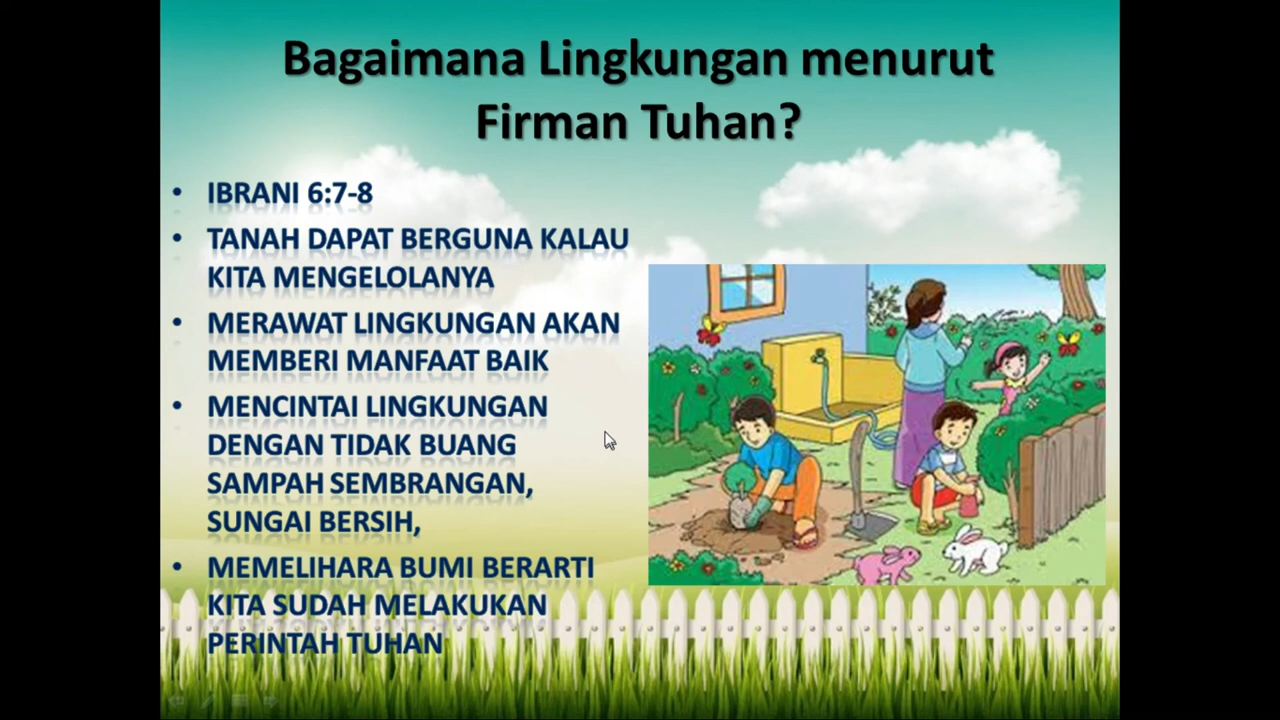 Bagaimana Lingkungan menurut
Firman Tuhan?
• IBRANI 6:7-8
• TANAH DAPAT BERGUNA KALAU
KITA MENGELOLANYA
• MERAWAT LINGKUNGAN AKAN
MEMBERI MANFAAT BAIK
• MENCINTAI LINGKUNGAN
DENGAN TIDAK BUANG
SAMPAH SEMBRANGAN,
SUNGAI BERSIH,
• MEMELIHARA BUMI BERARTI
KITA SUDAH MELAKUKAN
PERINTAH TUHAN